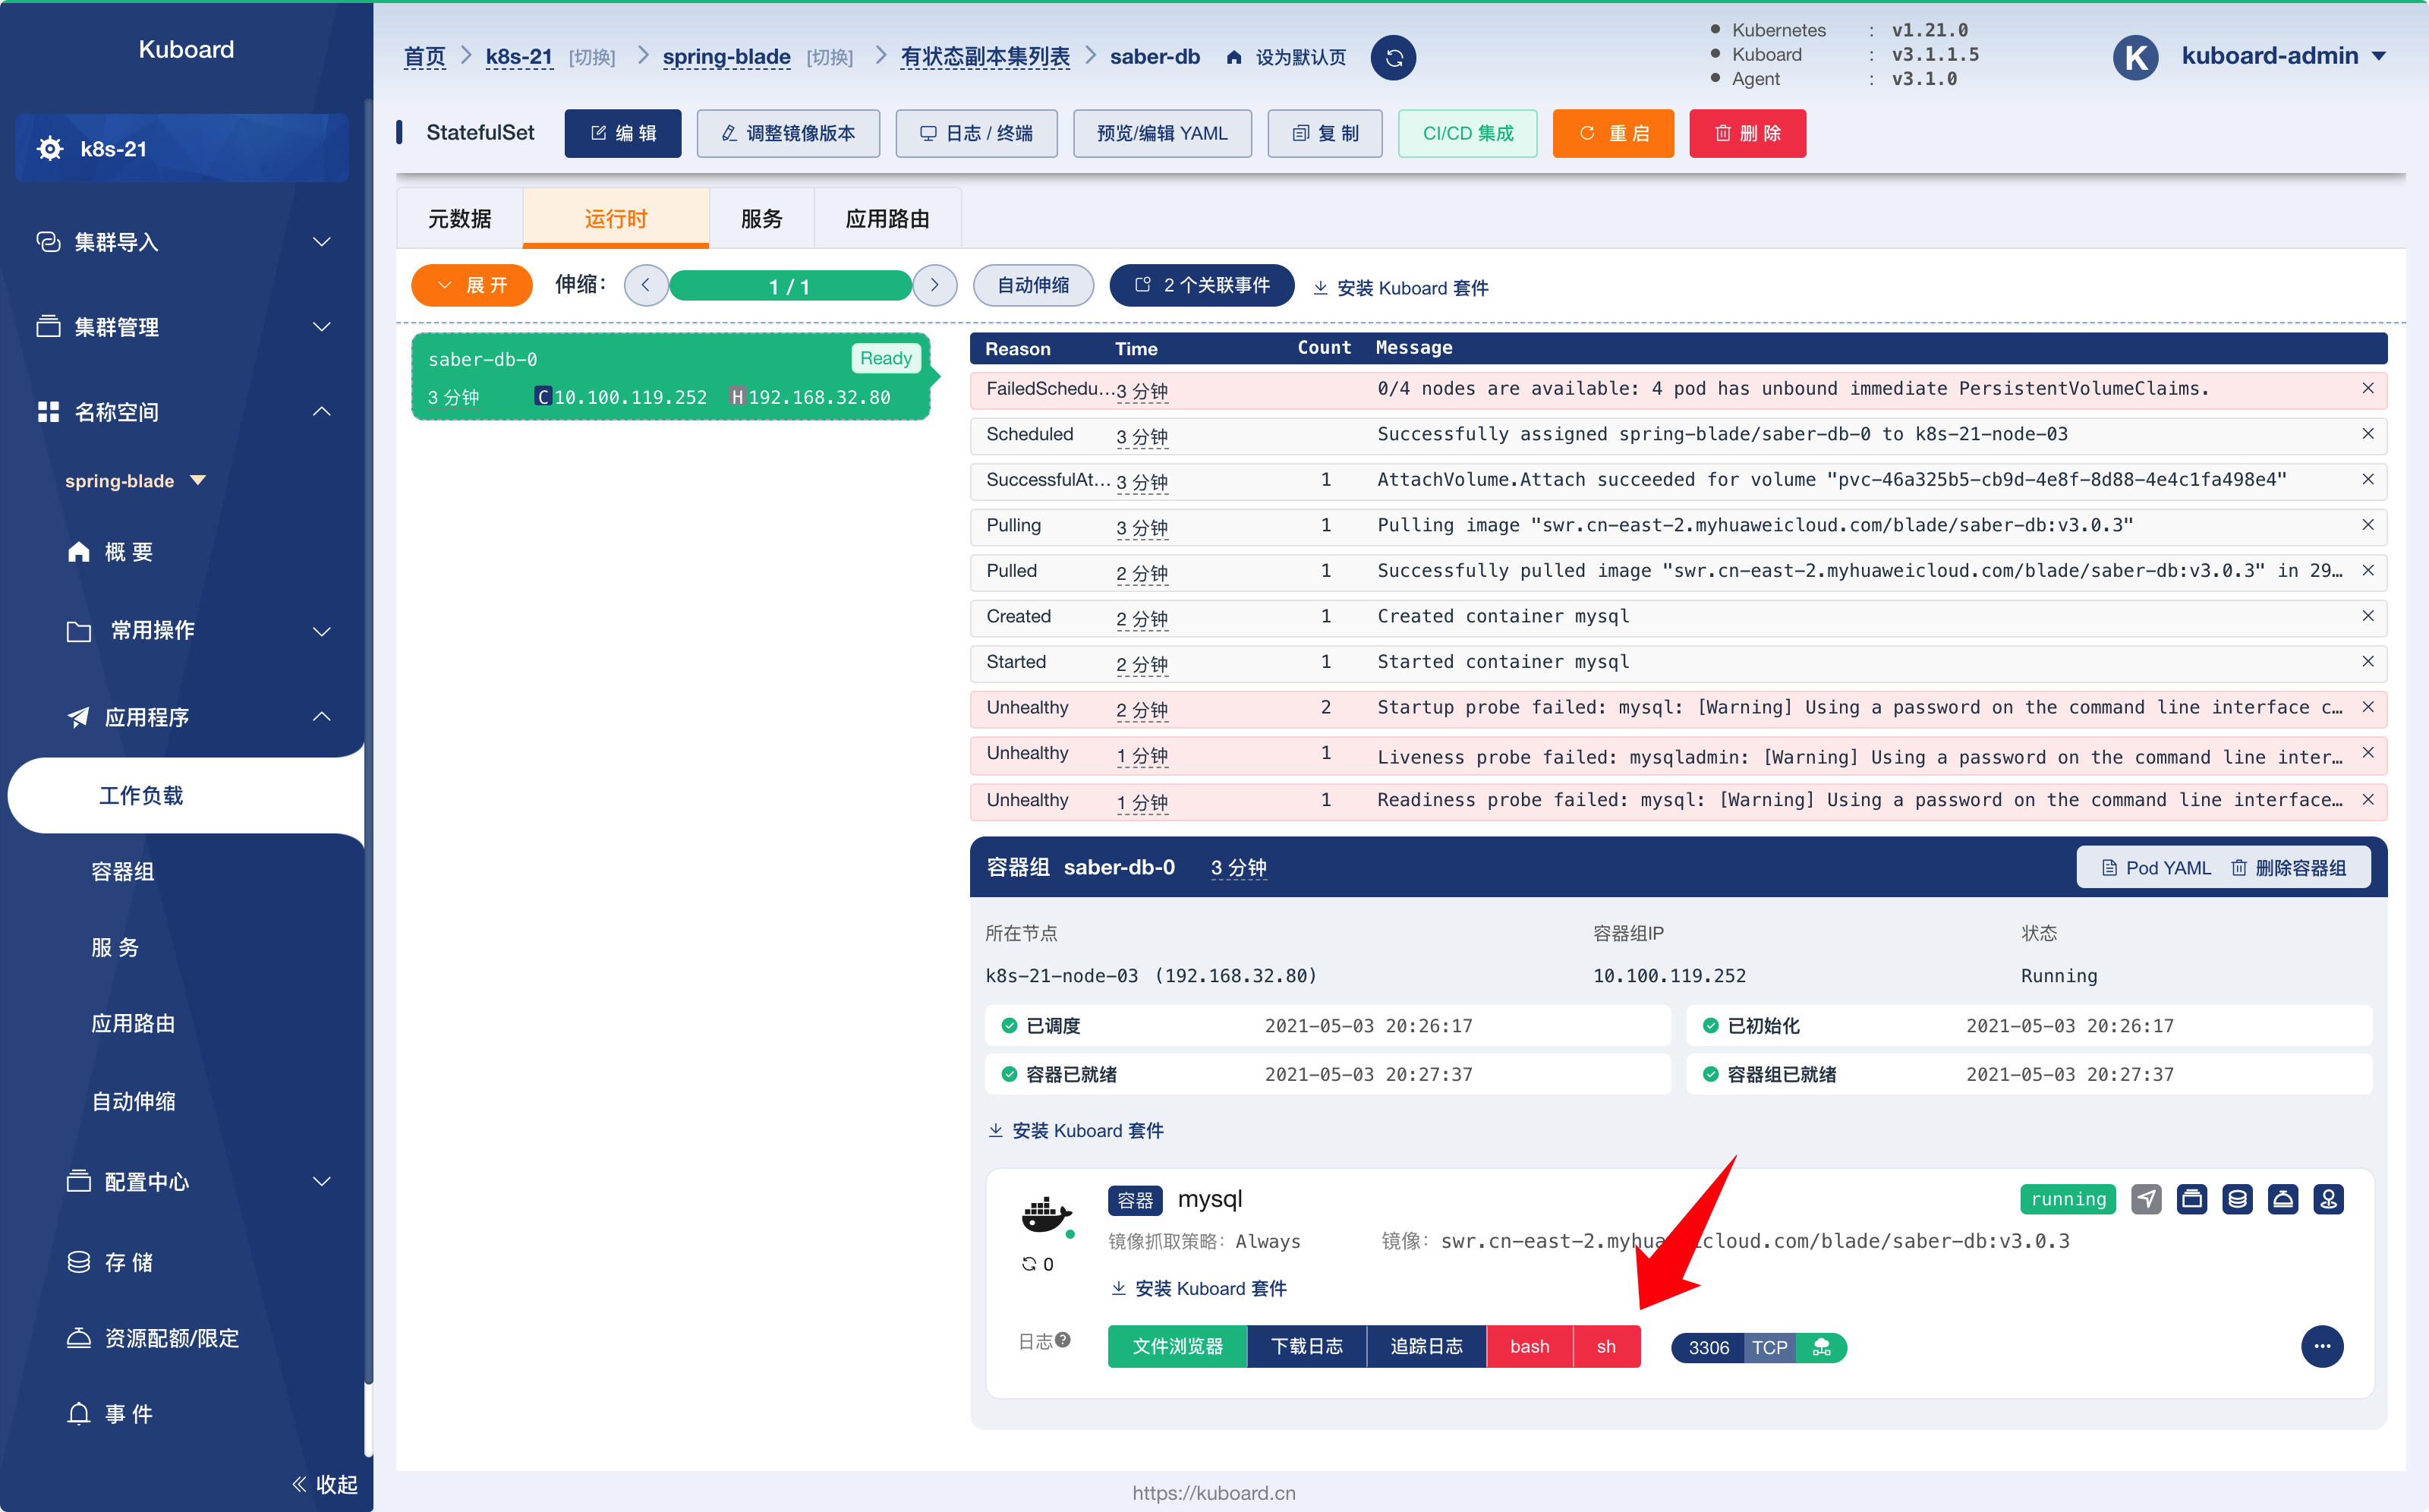 Kuboard
k8s-21
集群导入
集群管理
名称空间
spring-blade
概 要
常用操作
应用程序
工作负载
容器组
服 务
应用路由
自动伸缩
配置中心
存 储
资源配额/限定
事 件
收起
首页 k8s-21 [切换] spring-blade [切换] 有状态副本集列表 saber-db 设为默认页
Kubernetes : v1.21.0
Kuboard : v3.1.1.5
Agent : v3.1.0
K kuboard-admin
StatefulSet 编 辑 调整镜像版本 日志 / 终端 预览/编辑 YAML 复 制 CI/CD 集成 重 启 删 除
元数据 运行时 服务 应用路由
展 开 伸缩： 1 / 1 自动伸缩 2 个关联事件 安装 Kuboard 套件
saber-db-0 Ready
3 分钟 C 10.100.119.252 H 192.168.32.80
Reason Time Count Message
FailedSchedu... 3 分钟 0/4 nodes are available: 4 pod has unbound immediate PersistentVolumeClaims.
Scheduled 3 分钟 Successfully assigned spring-blade/saber-db-0 to k8s-21-node-03
SuccessfulAt... 3 分钟 1 AttachVolume.Attach succeeded for volume "pvc-46a325b5-cb9d-4e8f-8d88-4e4c1fa498e4"
Pulling 3 分钟 1 Pulling image "swr.cn-east-2.myhuaweicloud.com/blade/saber-db:v3.0.3"
Pulled 2 分钟 1 Successfully pulled image "swr.cn-east-2.myhuaweicloud.com/blade/saber-db:v3.0.3" in 29...
Created 2 分钟 1 Created container mysql
Started 2 分钟 1 Started container mysql
Unhealthy 2 分钟 2 Startup probe failed: mysql: [Warning] Using a password on the command line interface c...
Unhealthy 1 分钟 1 Liveness probe failed: mysqladmin: [Warning] Using a password on the command line inter...
Unhealthy 1 分钟 1 Readiness probe failed: mysql: [Warning] Using a password on the command line interface...
容器组 saber-db-0 3 分钟 Pod YAML 删除容器组
所在节点 容器组IP 状态
k8s-21-node-03 (192.168.32.80) 10.100.119.252 Running
已调度 2021-05-03 20:26:17 已初始化 2021-05-03 20:26:17
容器已就绪 2021-05-03 20:27:37 容器组已就绪 2021-05-03 20:27:37
安装 Kuboard 套件
容器 mysql running
镜像抓取策略： Always 镜像： swr.cn-east-2.myhua icloud.com/blade/saber-db:v3.0.3
0
安装 Kuboard 套件
日志 文件浏览器 下载日志 追踪日志 bash sh 3306 TCP
https://kuboard.cn